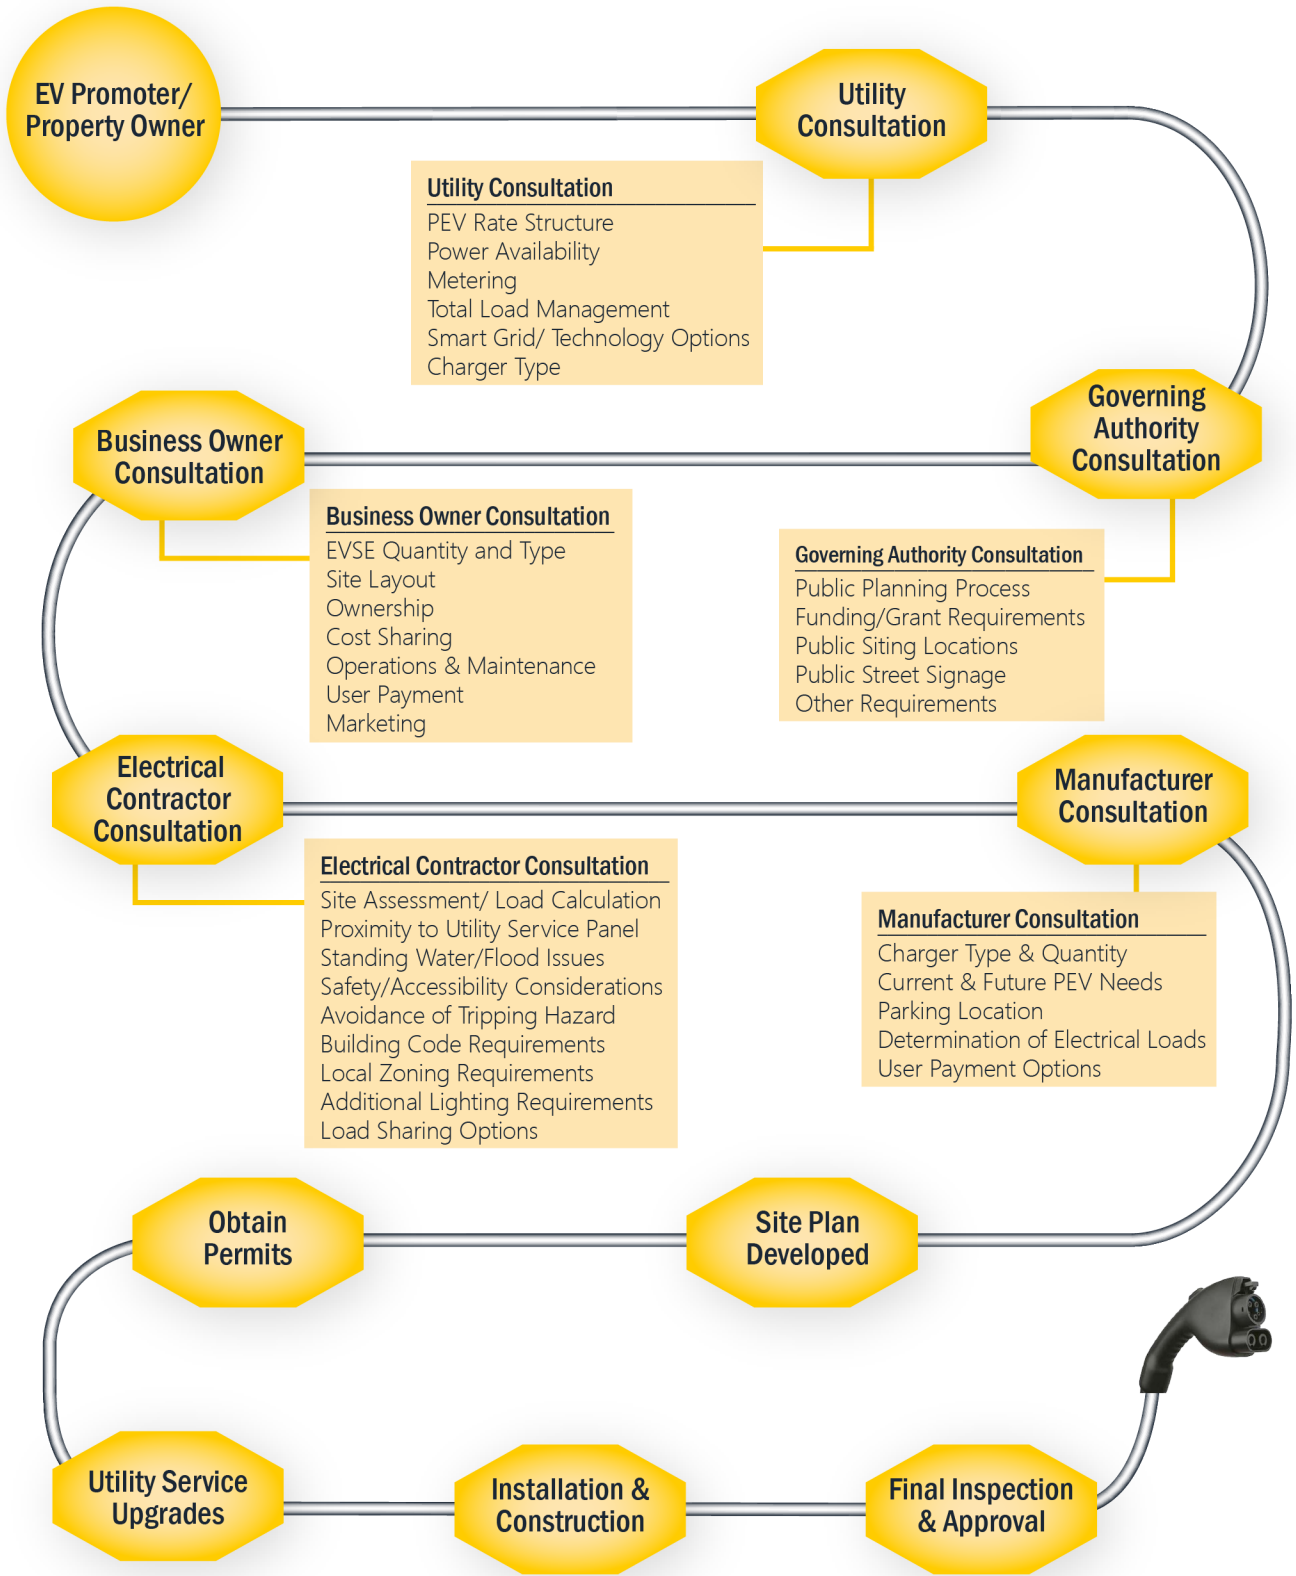 EV Promoter/
Property Owner
Utility
Consultation
Utility Consultation
PEV Rate Structure
Power Availability
Metering
Total Load Management
Smart Grid/ Technology Options
Charger Type
Governing
Authority
Consultation
Governing Authority Consultation
Public Planning Process
Funding/Grant Requirements
Public Siting Locations
Public Street Signage
Other Requirements
Business Owner
Consultation
Business Owner Consultation
EVSE Quantity and Type
Site Layout
Ownership
Cost Sharing
Operations & Maintenance
User Payment
Marketing
Electrical
Contractor
Consultation
Electrical Contractor Consultation
Site Assessment/ Load Calculation
Proximity to Utility Service Panel
Standing Water/Flood Issues
Safety/Accessibility Considerations
Avoidance of Tripping Hazard
Building Code Requirements
Local Zoning Requirements
Additional Lighting Requirements
Load Sharing Options
Manufacturer
Consultation
Manufacturer Consultation
Charger Type & Quantity
Current & Future PEV Needs
Parking Location
Determination of Electrical Loads
User Payment Options
Site Plan
Developed
Obtain
Permits
Utility Service
Upgrades
Installation &
Construction
Final Inspection
& Approval